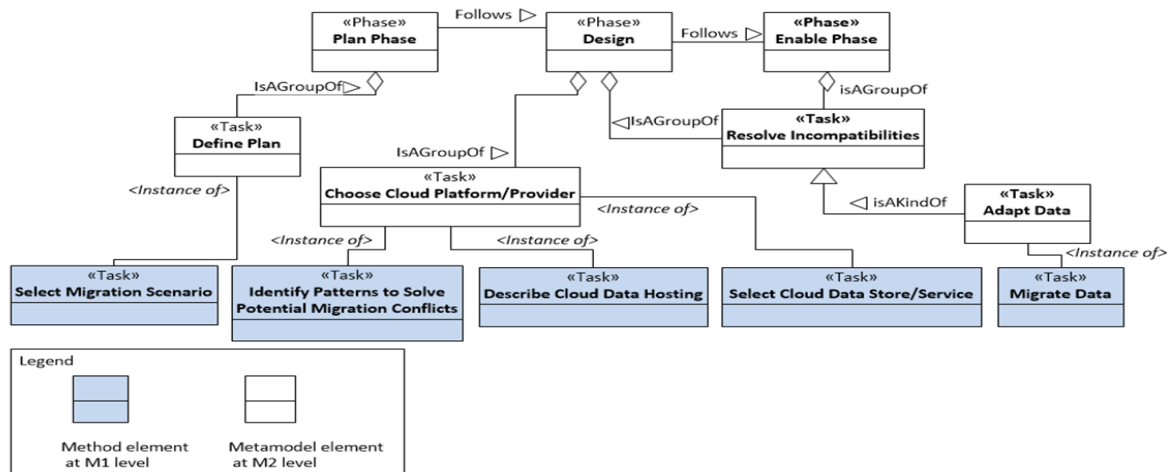 «Phase»
Plan Phase
Follows
«Phase»
Design
Follows
«Phase»
Enable Phase
IsAGroupOf
«Task»
Define Plan
IsAGroupOf
«Task»
Choose Cloud Platform/Provider
IsAGroupOf
isAGroupOf
«Task»
Resolve Incompatibilities
isAKindOf
«Task»
Adapt Data
<Instance of>
<Instance of>
<Instance of>
<Instance of>
<Instance of>
«Task»
Select Migration Scenario
«Task»
Identify Patterns to Solve
Potential Migration Conflicts
«Task»
Describe Cloud Data Hosting
«Task»
Select Cloud Data Store/Service
«Task»
Migrate Data
Legend
Method element
at M1 level
Metamodel element
at M2 level